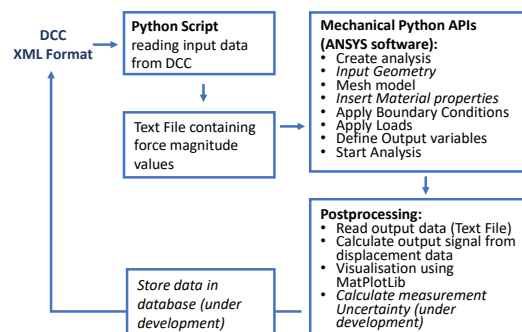 DCC
XML Format
Python Script
reading input data
from DCC
Text File containing
force magnitude
values
Mechanical Python APIs
(ANSYS software):
• Create analysis
• Input Geometry
• Mesh model
• Insert Material properties
• Apply Boundary Conditions
• Apply Loads
• Define Output variables
• Start Analysis
Postprocessing:
• Read output data (Text File)
• Calculate output signal from
displacement data
• Visualisation using
MatPlotLib
• Calculate measurement
Uncertainty (under
development)
Store data in
database (under
development)